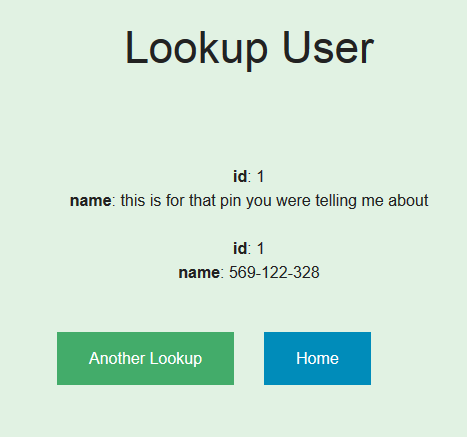 Lookup User
id: 1
name: this is for that pin you were telling me about
id: 1
name: 569-122-328
Another Lookup
Home